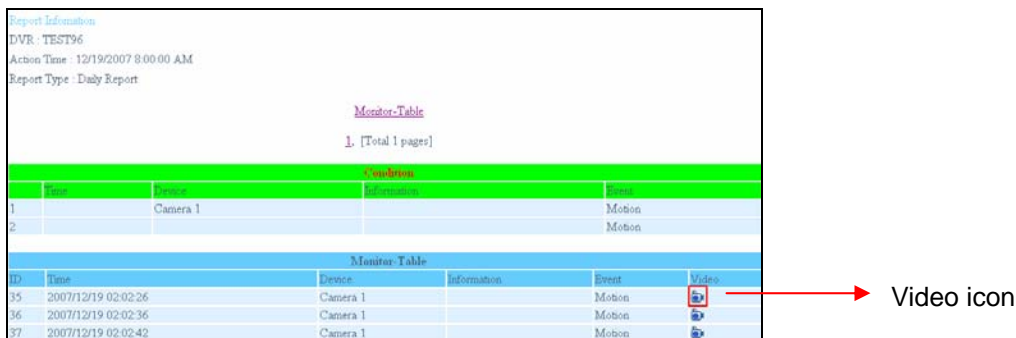 Report Infomation
DVR : TEST96
Action Time : 12/19/2007 8:00:00 AM
Report Type : Daily Report
Monitor-Table
1, [Total 1 pages]
Condition
Time Device Information Event
1 Camera 1 Motion
2 Motion
Monitor-Table
ID Time Device Information Event Video
35 2007/12/19 02:02:26 Camera 1 Motion
Video icon
36 2007/12/19 02:02:36 Camera 1 Motion
37 2007/12/19 02:02:42 Camera 1 Motion